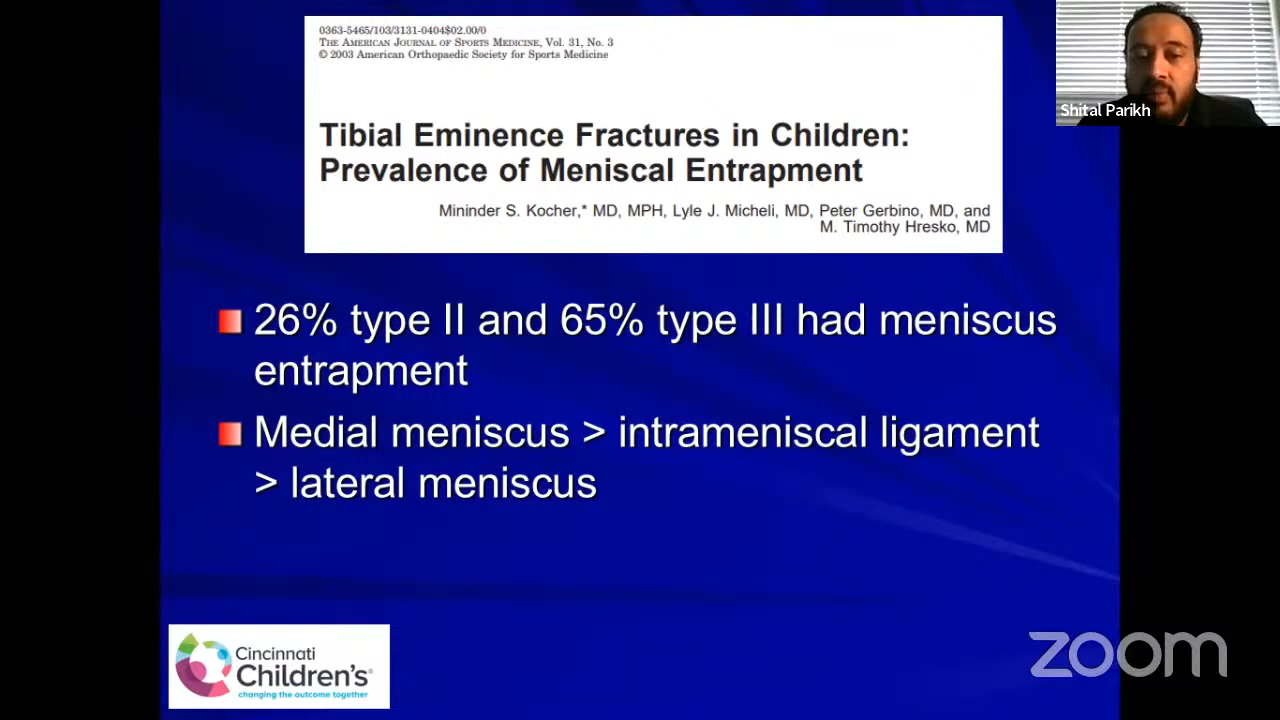 0363-5465/103/3131-0404$02.00/0
THE AMERICAN JOURNAL OF SPORTS MEDICINE, Vol. 31, No. 3
© 2003 American Orthopaedic Society for Sports Medicine
Shital Parikh
Tibial Eminence Fractures in Children:
Prevalence of Meniscal Entrapment
Mininder S. Kocher,* MD, MPH, Lyle J. Micheli, MD, Peter Gerbino, MD, and
M. Timothy Hresko, MD
26% type II and 65% type III had meniscus
entrapment
Medial meniscus > intrameniscal ligament
> lateral meniscus
Cincinnati
Children's®
changing the outcome together
zoom